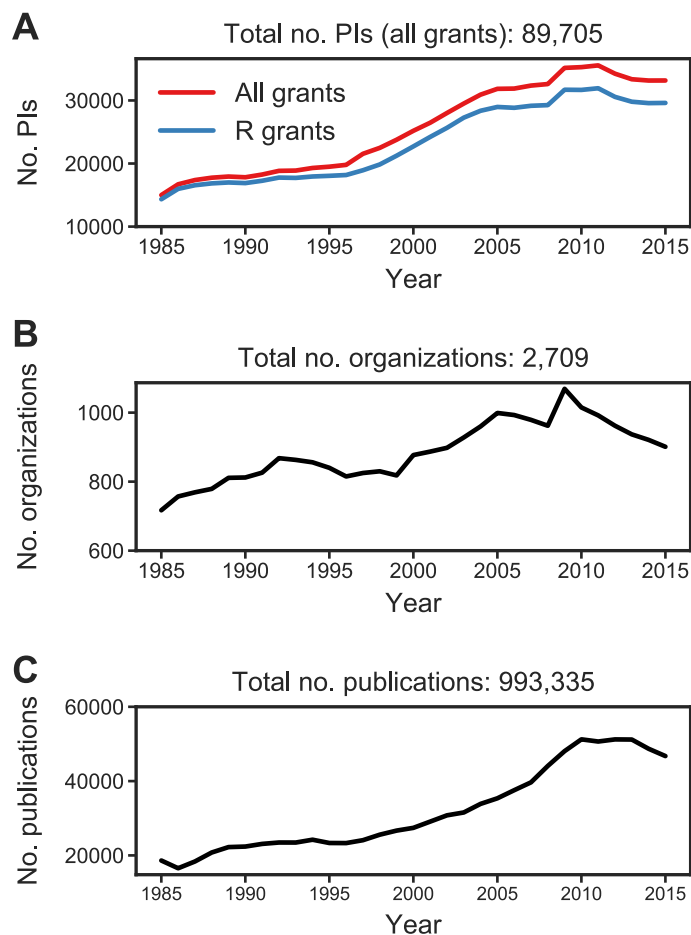 A
Total no. PIs (all grants): 89,705
No. PIs
30000
20000
10000
All grants
R grants
1985 1990 1995 2000 2005 2010 2015
Year
B
Total no. organizations: 2,709
No. organizations
1000
800
600
1985 1990 1995 2000 2005 2010 2015
Year
C
Total no. publications: 993,335
No. publications
60000
40000
20000
1985 1990 1995 2000 2005 2010 2015
Year